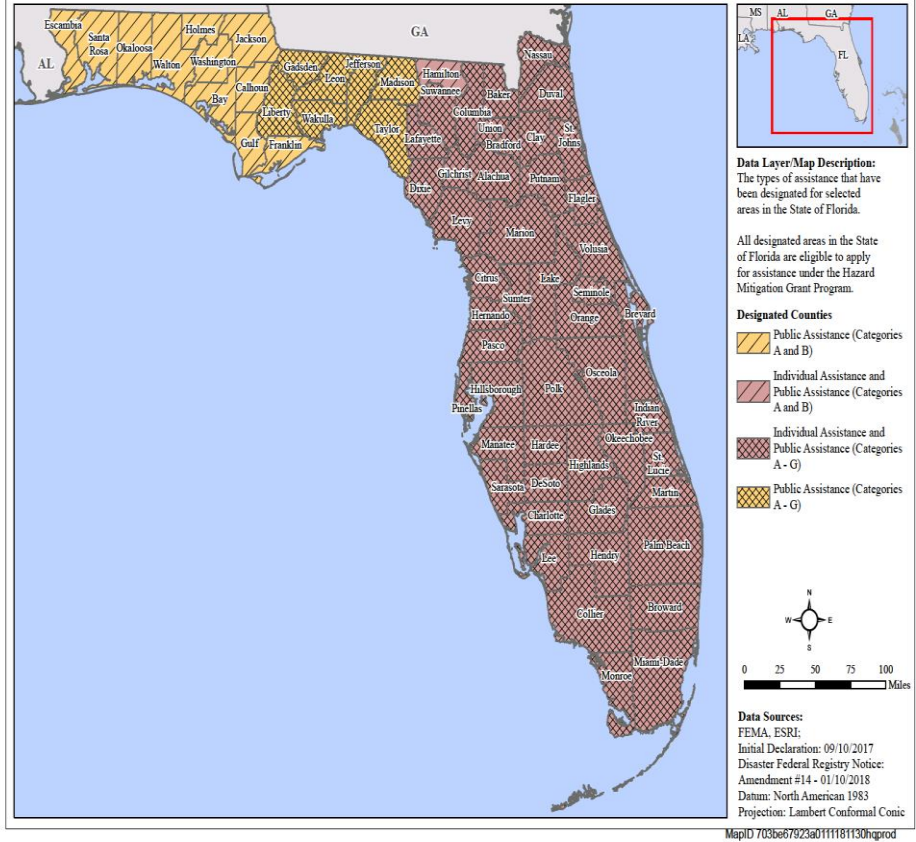 GA
AL
Escambia
Santa
Rosa
Okaloosa
Walton
Holmes
Washington
Jackson
Bay
Calhoun
Gulf
Franklin
Gadsden
Liberty
Leon
Wakulla
Jefferson
Madison
Taylor
Hamilton
Suwannee
Lafayette
Columbia
Baker
Nassau
Duval
Union
Bradford
Clay
St.
Johns
Dixie
Gilchrist
Alachua
Putnam
Flagler
Levy
Marion
Volusia
Citrus
Sumter
Lake
Seminole
Hernando
Orange
Brevard
Pasco
Osceola
Hillsborough
Polk
Pinellas
Indian
River
Manatee
Hardee
Okeechobee
Highlands
St.
Lucie
Sarasota
DeSoto
Martin
Charlotte
Glades
Lee
Hendry
Palm Beach
Collier
Broward
Monroe
Miami-Dade
MS
AL
GA
LA
FL
Data Layer/Map Description:
The types of assistance that have
been designated for selected
areas in the State of Florida.
All designated areas in the State
of Florida are eligible to apply
for assistance under the Hazard
Mitigation Grant Program.
Designated Counties
Public Assistance (Categories
A and B)
Individual Assistance and
Public Assistance (Categories
A and B)
Individual Assistance and
Public Assistance (Categories
A - G)
Public Assistance (Categories
A - G)
N
W
E
S
0 25 50 75 100
Miles
Data Sources:
FEMA, ESRI;
Initial Declaration: 09/10/2017
Disaster Federal Registry Notice:
Amendment #14 - 01/10/2018
Datum: North American 1983
Projection: Lambert Conformal Conic
MapID 703be67923a0111181130hqprod